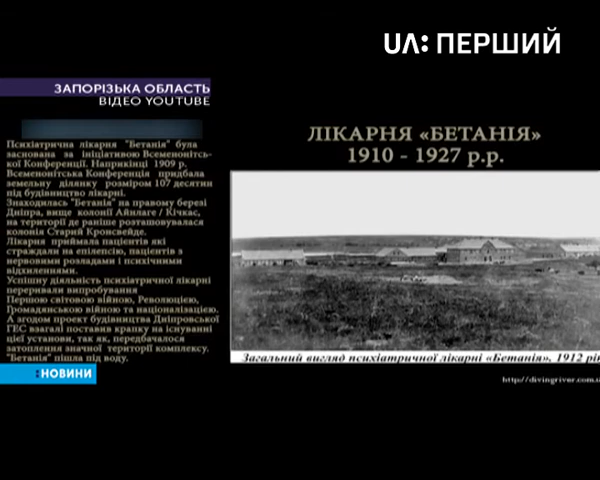 UA: ПЕРШИЙ
ЗАПОРІЗЬКА ОБЛАСТЬ
ВІДЕО YOUTUBE
Психіатрична лікарня "Бетанія" була
заснована за ініціативою Всеменонітсь-
кої Конференції. Наприкінці 1909 р.
Всеменонітська Конференція придбала
земельну ділянку розміром 107 десятин
під будівництво лікарні.
Знаходилась "Бетанія" на правому березі
Дніпра, вище колонії Айнлаге / Кічкас,
на території де раніше розташовувалася
колонія Старий Кронсвейде.
Лікарня приймала пацієнтів які
страждали на епілепсію, пацієнтів з
нервовими розладами і психічними
відхиленнями.
Успішну діяльність психіатричної лікарні
переривали випробування
Першою світовою війною, Революцією,
Громадянською війною та націоналізацією.
А згодом проект будівництва Дніпровської
ГЕС взагалі поставив крапку на існуванні
цієї установи, так як, передбачалося
затоплення значної території комплексу.
"Бетанія" пішла під воду.
:НОВИНИ
ЛІКАРНЯ «БЕТАНІЯ»
1910 - 1927 р.р.
Загальний вигляд психіатричної лікарні «Бетанія». 1912 рік
http://divingriver.com.u